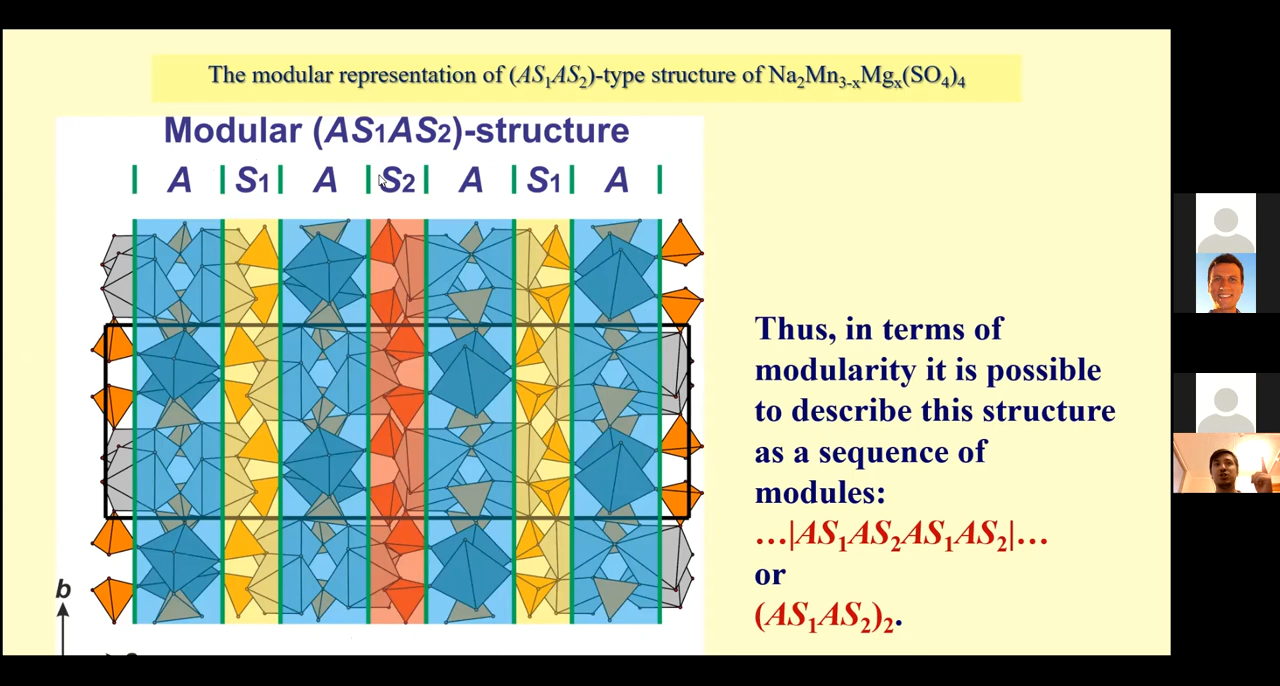 The modular representation of (AS₁AS₂)-type structure of Na₂Mn₃₋ₓMgₓ(SO₄)₄
Modular (AS₁AS₂)-structure
| A | S₁ | A | S₂ | A | S₁ | A |
Thus, in terms of
modularity it is possible
to describe this structure
as a sequence of
modules:
…|AS₁AS₂AS₁AS₂|…
or
(AS₁AS₂)₂.
b